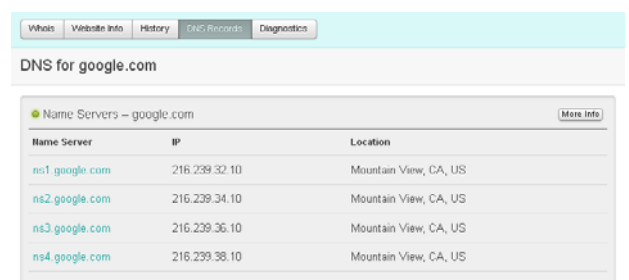 Whois Website Info History DNS Records Diagnostics
DNS for google.com
Name Servers – google.com More Info
Name Server IP Location
ns1.google.com 216.239.32.10 Mountain View, CA, US
ns2.google.com 216.239.34.10 Mountain View, CA, US
ns3.google.com 216.239.36.10 Mountain View, CA, US
ns4.google.com 216.239.38.10 Mountain View, CA, US